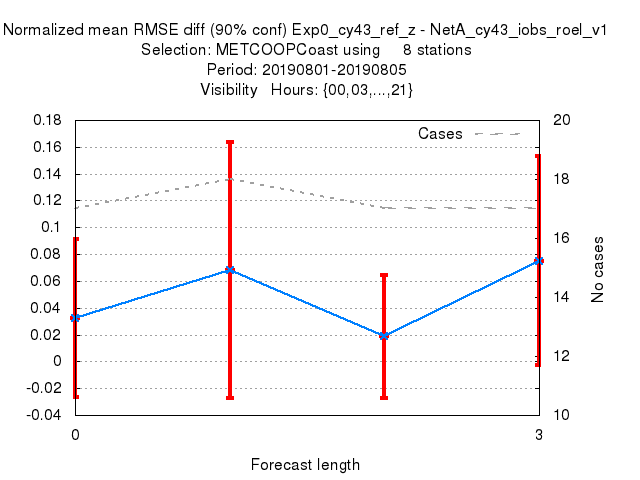 Normalized mean RMSE diff (90% conf) Exp0_cy43_ref_z - NetA_cy43_iobs_roel_v1
Selection: METCOOPCoast using 8 stations
Period: 20190801-20190805
Visibility Hours: {00,03,...,21}
Cases
0.18
0.16
0.14
0.12
0.1
0.08
0.06
0.04
0.02
0
-0.02
-0.04
20
18
16
14
12
10
No cases
0
3
Forecast length